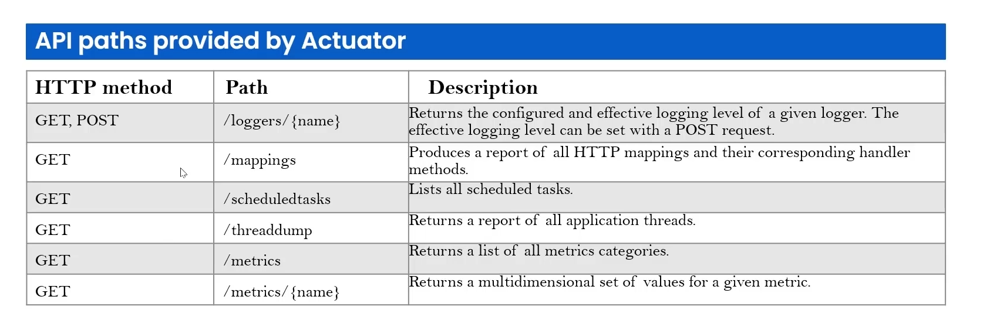 API paths provided by Actuator
HTTP method Path Description
GET, POST /loggers/{name} Returns the configured and effective logging level of a given logger. The
effective logging level can be set with a POST request.
GET /mappings Produces a report of all HTTP mappings and their corresponding handler
methods.
GET /scheduledtasks Lists all scheduled tasks.
GET /threaddump Returns a report of all application threads.
GET /metrics Returns a list of all metrics categories.
GET /metrics/{name} Returns a multidimensional set of values for a given metric.